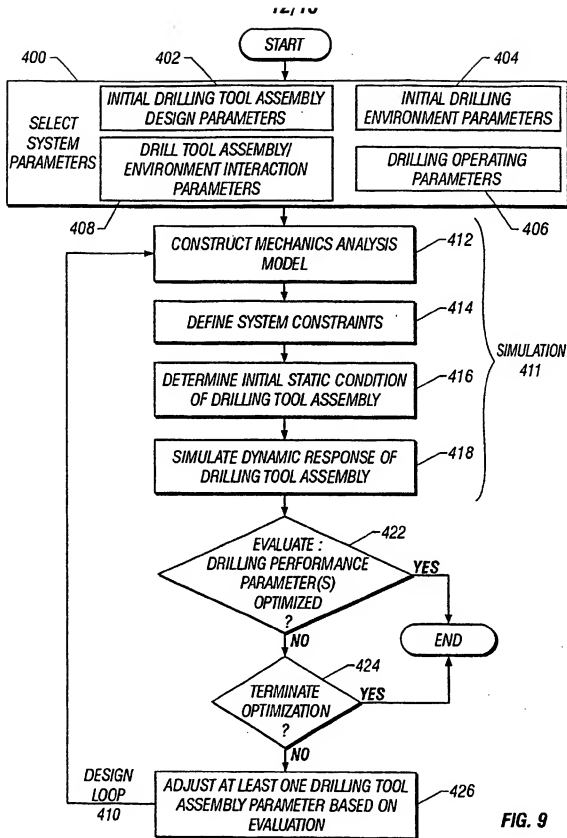 START
400
402
404
SELECT
SYSTEM
PARAMETERS
INITIAL DRILLING TOOL ASSEMBLY
DESIGN PARAMETERS
INITIAL DRILLING
ENVIRONMENT PARAMETERS
DRILL TOOL ASSEMBLY/
ENVIRONMENT INTERACTION
PARAMETERS
DRILLING OPERATING
PARAMETERS
408
406
CONSTRUCT MECHANICS ANALYSIS
MODEL
412
DEFINE SYSTEM CONSTRAINTS
414
SIMULATION
411
DETERMINE INITIAL STATIC CONDITION
OF DRILLING TOOL ASSEMBLY
416
SIMULATE DYNAMIC RESPONSE OF
DRILLING TOOL ASSEMBLY
418
422
EVALUATE :
DRILLING PERFORMANCE
PARAMETER(S)
OPTIMIZED
?
YES
NO
END
424
TERMINATE
OPTIMIZATION
?
YES
NO
DESIGN
LOOP
410
ADJUST AT LEAST ONE DRILLING TOOL
ASSEMBLY PARAMETER BASED ON
EVALUATION
426
FIG. 9